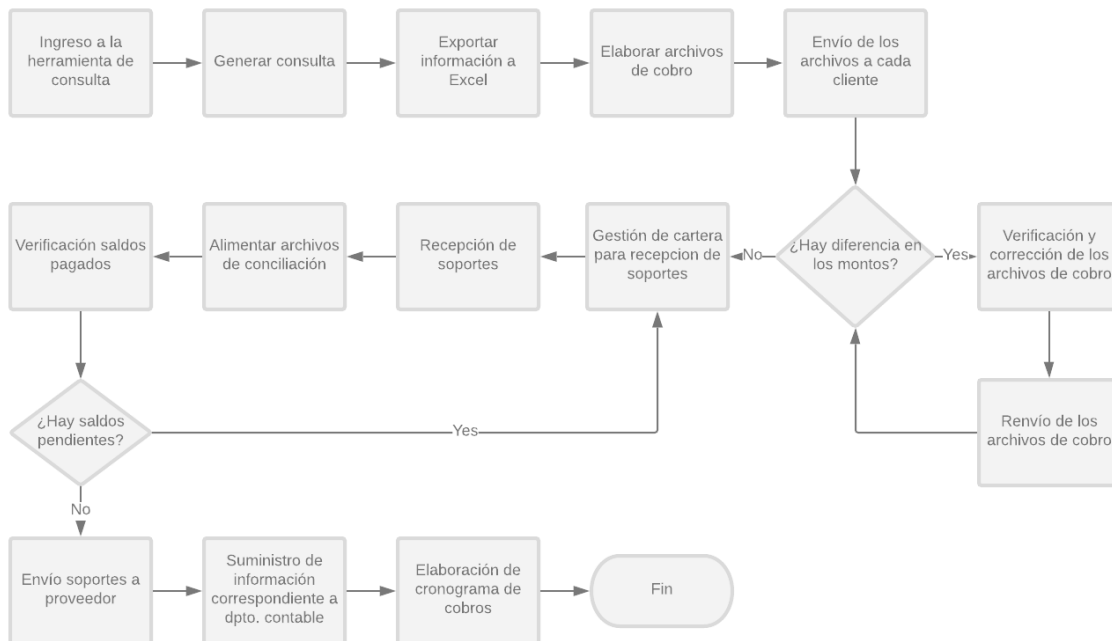 Ingreso a la
herramienta de
consulta
Generar consulta
Exportar
información a
Excel
Elaborar archivos
de cobro
Envío de los
archivos a cada
cliente
Verificación saldos
pagados
Alimentar archivos
de conciliación
Recepción de
soportes
Gestión de cartera
para recepcion de
soportes
No
¿Hay diferencia en
los montos?
Yes
Verificación y
corrección de los
archivos de cobro
¿Hay saldos
pendientes?
Yes
Renvío de los
archivos de cobro
No
Envío soportes a
proveedor
Suministro de
información
correspondiente a
dpto. contable
Elaboración de
cronograma de
cobros
Fin